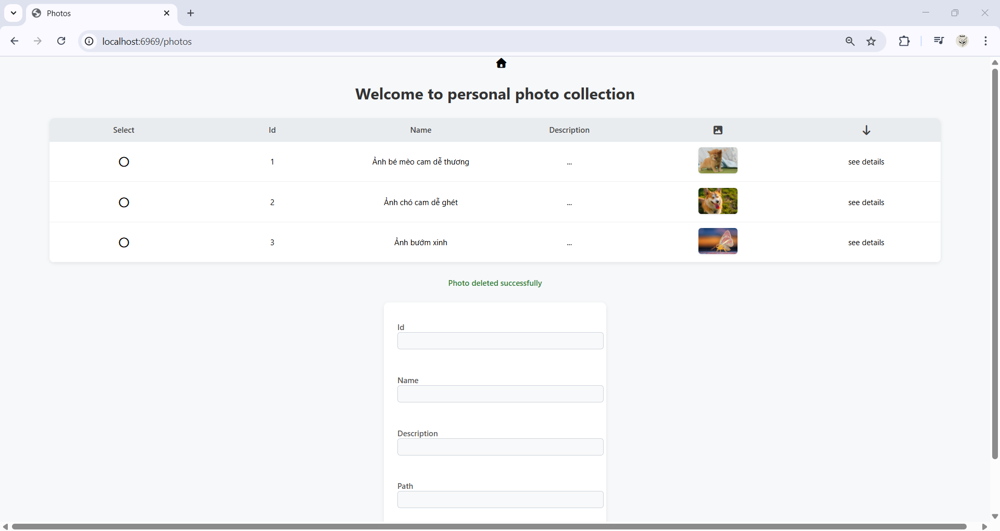 Photos
localhost:6969/photos
Welcome to personal photo collection
Select Id Name Description
1 Ảnh bé mèo cam dễ thương ... see details
2 Ảnh chó cam dễ ghét ... see details
3 Ảnh bướm xinh ... see details
Photo deleted successfully
Id
Name
Description
Path